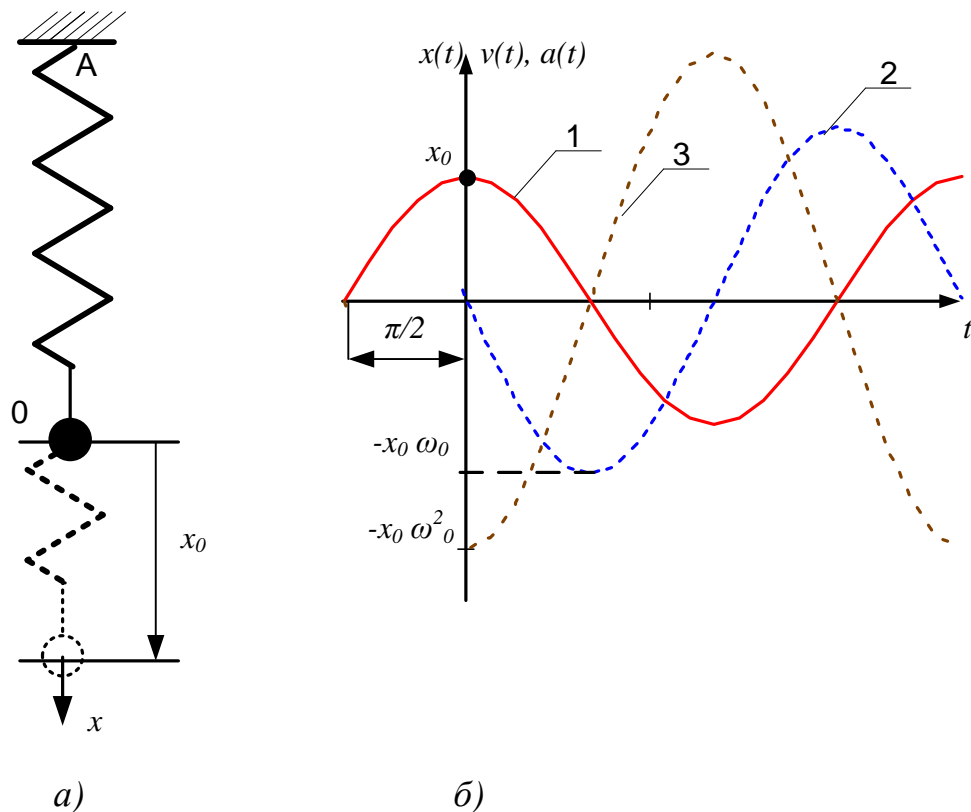 A
0
x₀
x
а)
x(t) v(t), a(t)
x₀
1
3
2
π/2
t
-x₀ ω₀
-x₀ ω²₀
б)